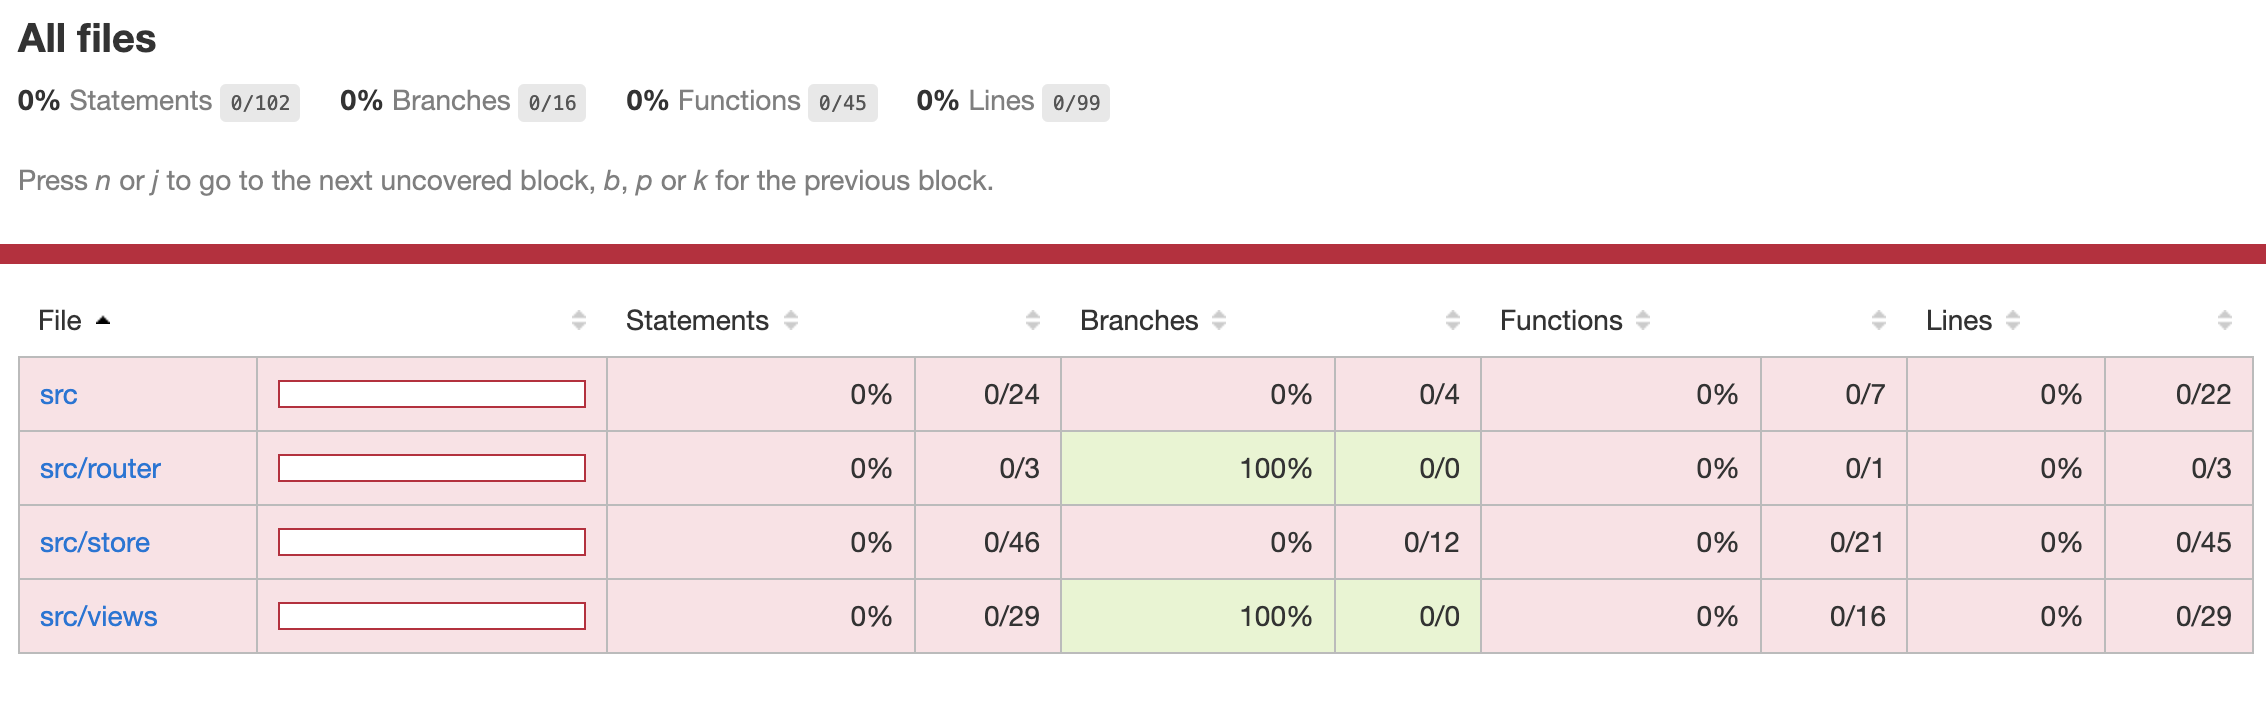 All files
0% Statements 0/102 0% Branches 0/16 0% Functions 0/45 0% Lines 0/99
Press n or j to go to the next uncovered block, b, p or k for the previous block.
File Statements Branches Functions Lines
src 0% 0/24 0% 0/4 0% 0/7 0% 0/22
src/router 0% 0/3 100% 0/0 0% 0/1 0% 0/3
src/store 0% 0/46 0% 0/12 0% 0/21 0% 0/45
src/views 0% 0/29 100% 0/0 0% 0/16 0% 0/29